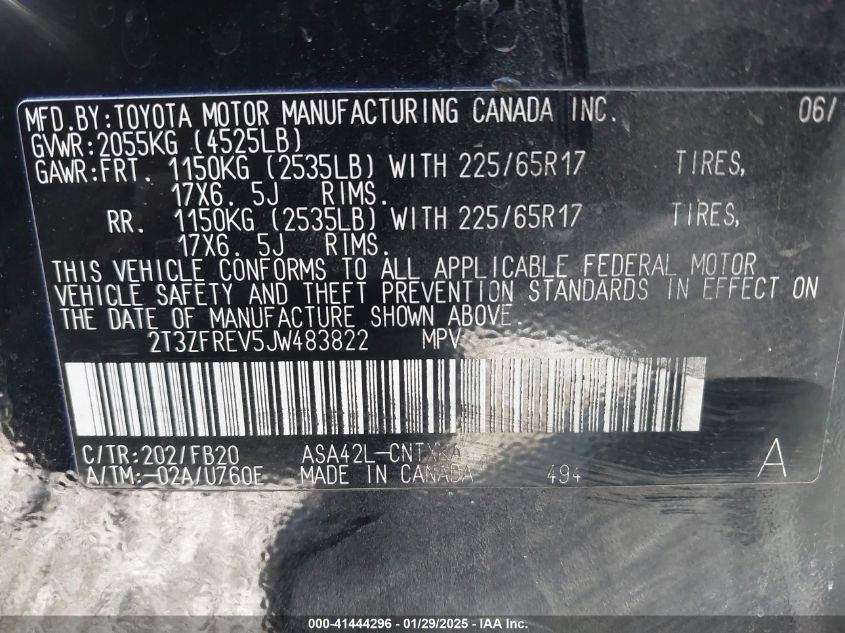 MFD.BY:TOYOTA MOTOR MANUFACTURING CANADA INC. 06/
GVWR:2055KG (4525LB)
GAWR:FRT. 1150KG (2535LB) WITH 225/65R17 TIRES,
17X6. 5J RIMS.
RR. 1150KG (2535LB) WITH 225/65R17 TIRES,
17X6. 5J RIMS.
THIS VEHICLE CONFORMS TO ALL APPLICABLE FEDERAL MOTOR
VEHICLE SAFETY AND THEFT PREVENTION STANDARDS IN EFFECT ON
THE DATE OF MANUFACTURE SHOWN ABOVE.
2T3ZFREV5JW483822 MPV
C/TR:202/FB20 A
A/TM:-02A/U760E MADE IN CANADA 494
000-41444296 - 01/29/2025 - IAA Inc.